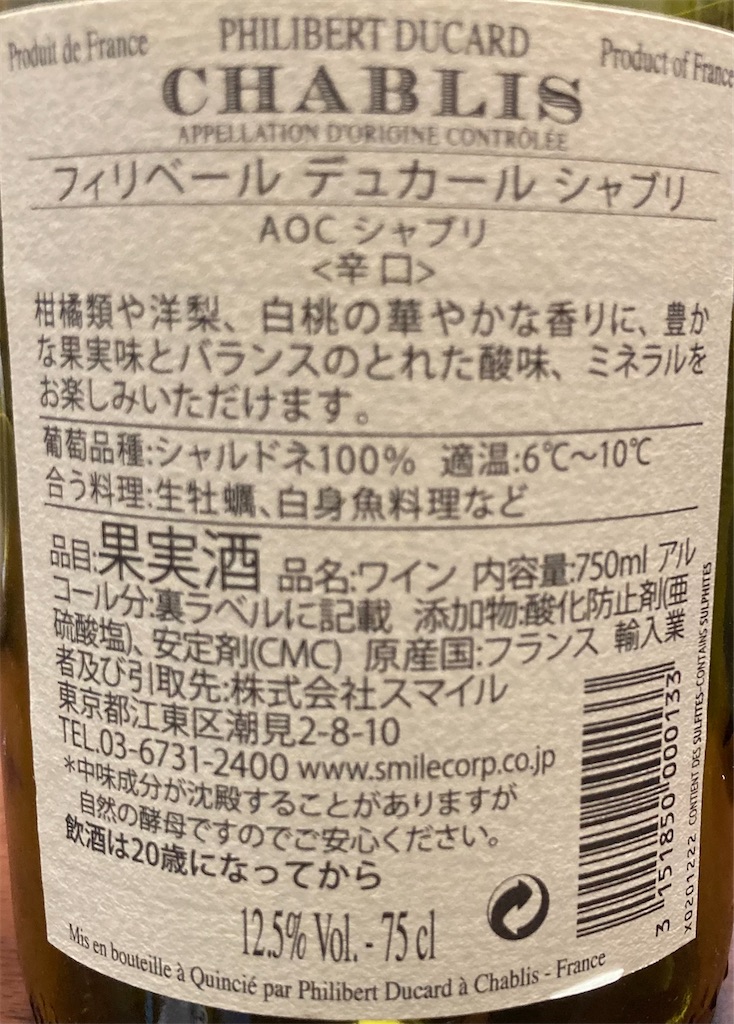 Produit de France
PHILIBERT DUCARD
Product of France
CHABLIS
APPELLATION D'ORIGINE CONTRÔLÉE
フィリベール デュカール シャブリ
AOC シャブリ
<辛口>
柑橘類や洋梨、白桃の華やかな香りに、豊か
な果実味とバランスのとれた酸味、ミネラルを
お楽しみいただけます。
葡萄品種:シャルドネ100% 適温:6℃〜10℃
合う料理:生牡蠣、白身魚料理など
品目:果実酒 品名:ワイン 内容量:750ml アル
コール分:裏ラベルに記載 添加物:酸化防止剤(亜
硫酸塩)、安定剤(CMC) 原産国:フランス 輸入業
者及び引取先:株式会社スマイル
東京都江東区潮見2-8-10
TEL.03-6731-2400 www.smilecorp.co.jp
*中味成分が沈殿することがありますが
自然の酵母ですのでご安心ください。
飲酒は20歳になってから
12.5% Vol. - 75 cl
Mis en bouteille à Quincié par Philibert Ducard à Chablis - France
3 151850 000133
X0201222 CONTIENT DES SULFITES-CONTAINS SULPHITES